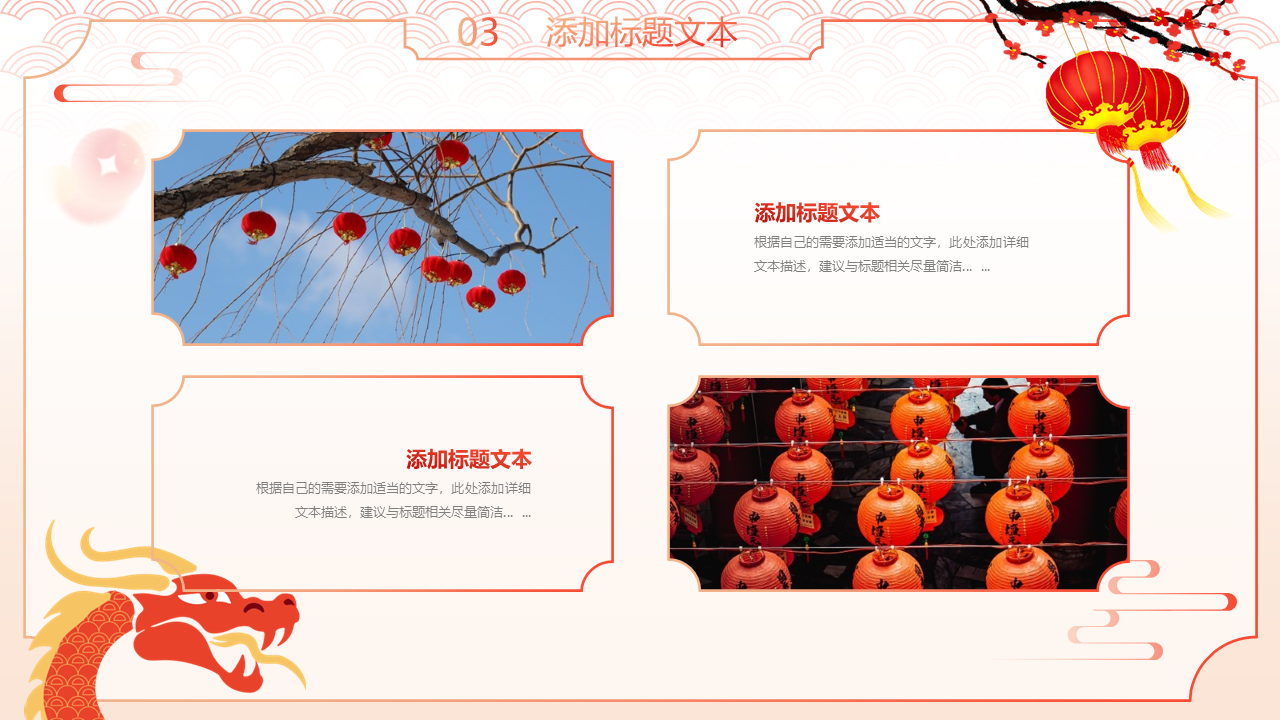 03 添加标题文本
添加标题文本
根据自己的需要添加适当的文字，此处添加详细
文本描述，建议与标题相关尽量简洁... ...
添加标题文本
根据自己的需要添加适当的文字，此处添加详细
文本描述，建议与标题相关尽量简洁... ...